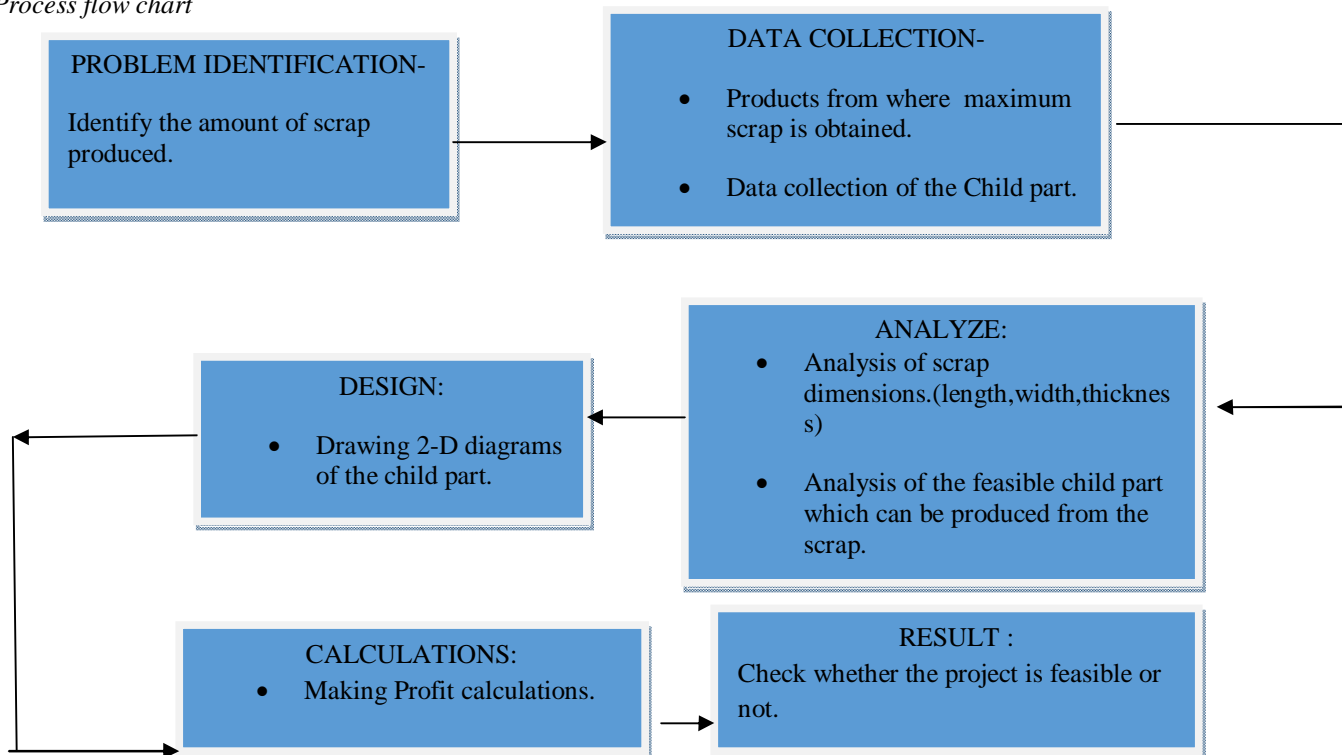 Process flow chart
PROBLEM IDENTIFICATION-
Identify the amount of scrap
produced.
DATA COLLECTION-
• Products from where maximum
scrap is obtained.
• Data collection of the Child part.
ANALYZE:
• Analysis of scrap
dimensions.(length,width,thicknes
s)
• Analysis of the feasible child part
which can be produced from the
scrap.
DESIGN:
• Drawing 2-D diagrams
of the child part.
CALCULATIONS:
• Making Profit calculations.
RESULT :
Check whether the project is feasible or
not.